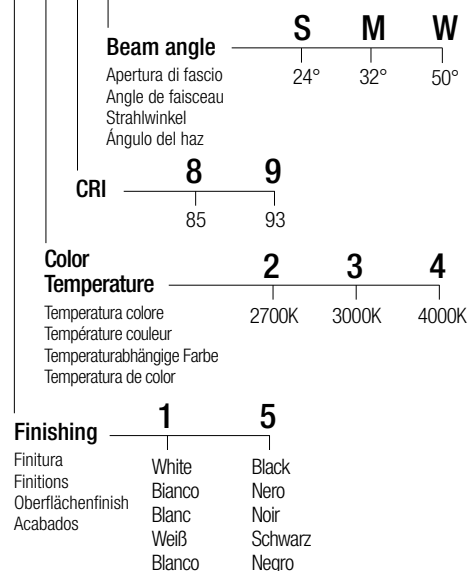 Beam angle
Apertura di fascio
Angle de faisceau
Strahlwinkel
Ángulo del haz
S M W
24° 32° 50°
CRI
8 9
85 93
Color
Temperature
Temperatura colore
Température couleur
Temperaturabhängige Farbe
Temperatura de color
2 3 4
2700K 3000K 4000K
Finishing
Finitura
Finitions
Oberflächenfinish
Acabados
1 5
White Black
Bianco Nero
Blanc Noir
Weiß Schwarz
Blanco Negro